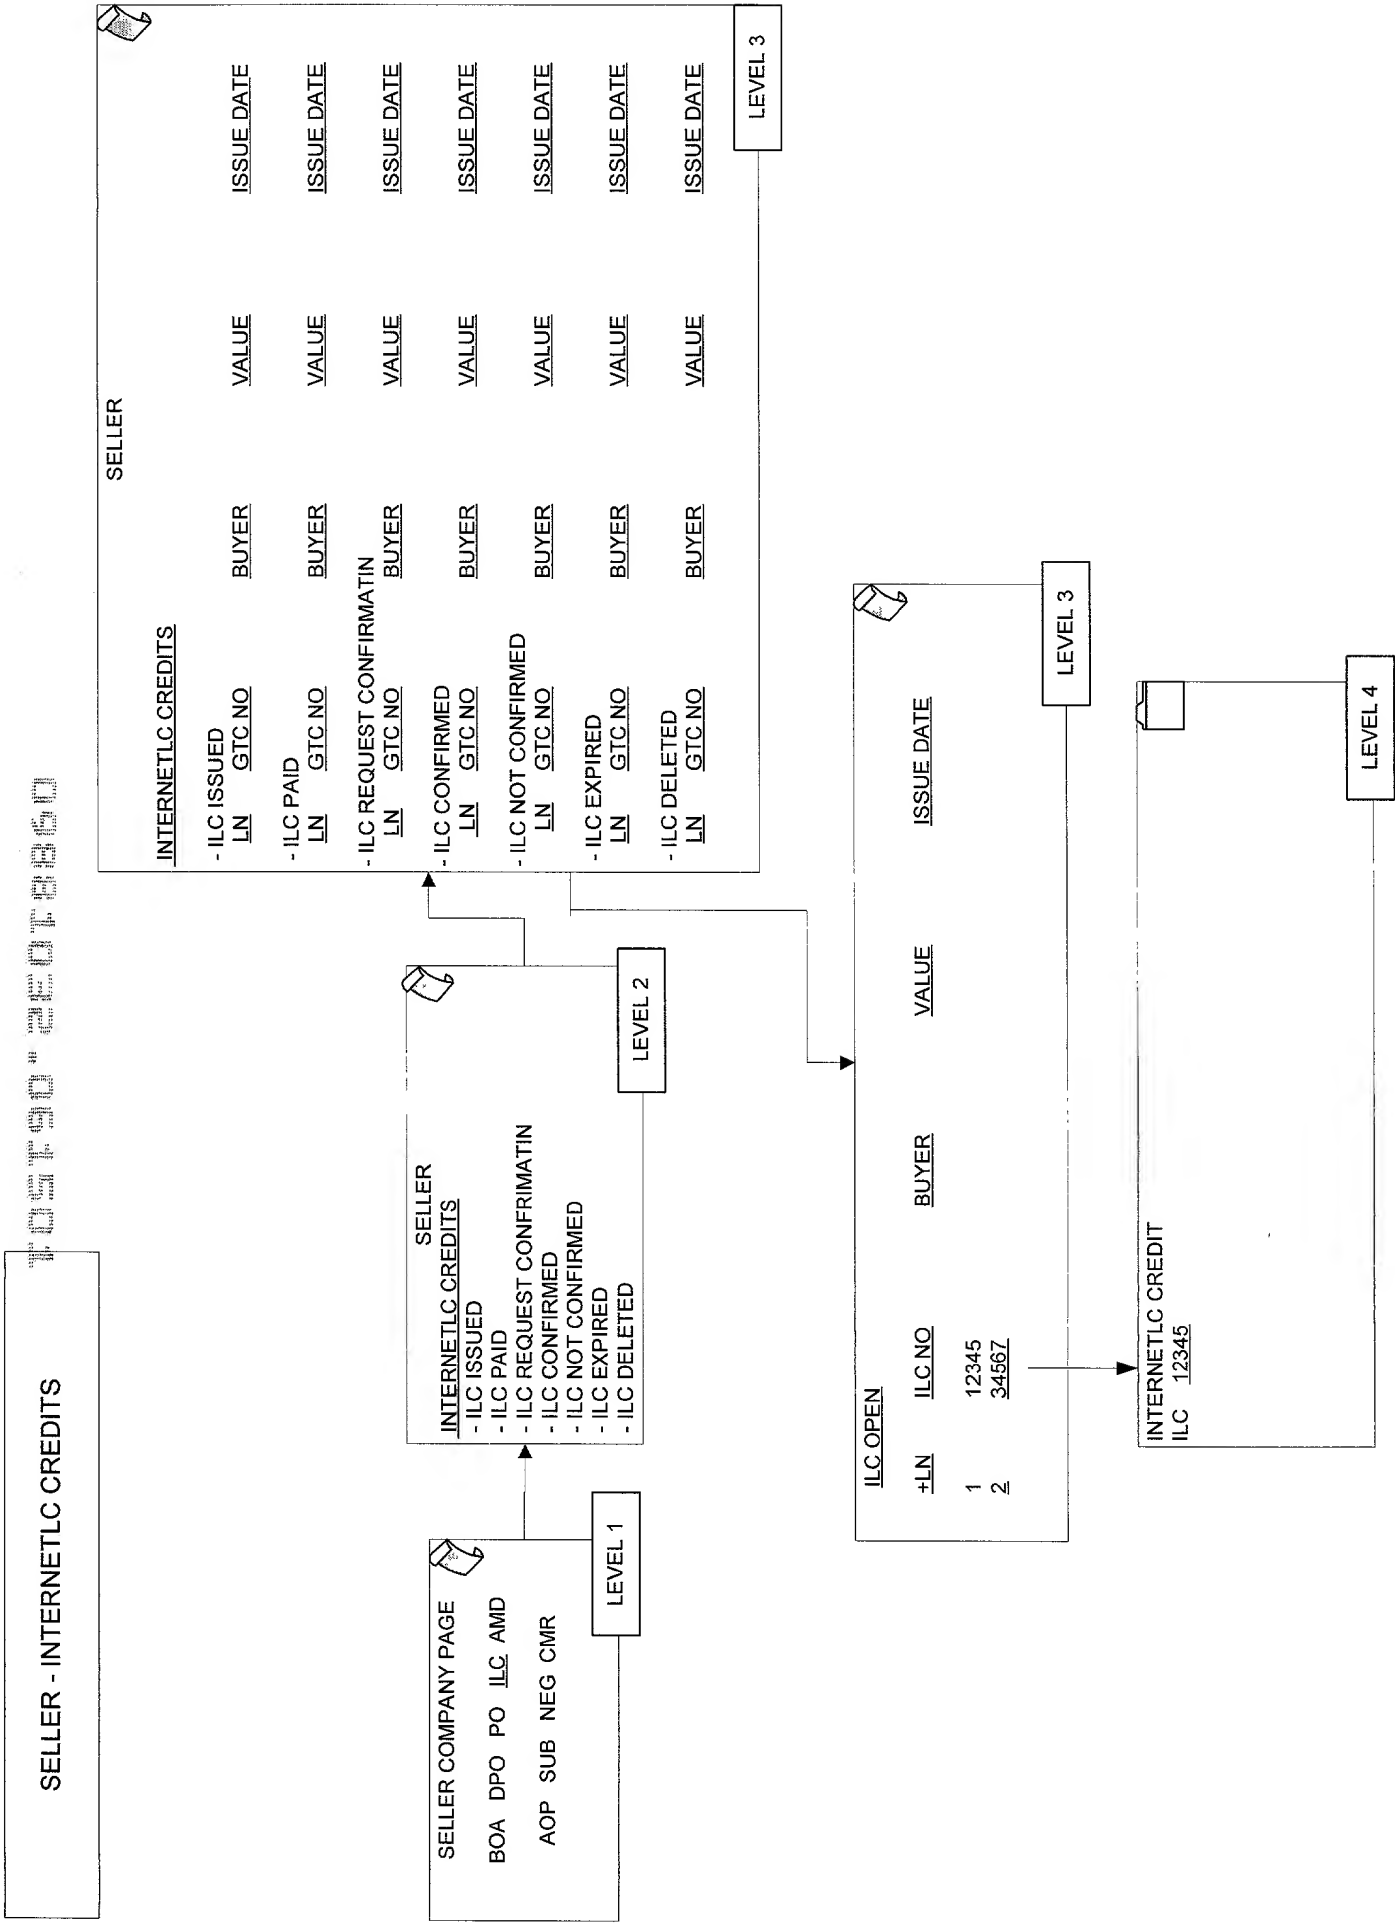 SELLER - INTERNETLC CREDITS
SELLER COMPANY PAGE
BOA DPO PO ILC AMD
AOP SUB NEG CMR
LEVEL 1
SELLER
INTERNETLC CREDITS
- ILC ISSUED
- ILC PAID
- ILC REQUEST CONFRIMATIN
- ILC CONFIRMED
- ILC NOT CONFIRMED
- ILC EXPIRED
- ILC DELETED
LEVEL 2
SELLER
INTERNETLC CREDITS
- ILC ISSUED
LN GTC NO BUYER VALUE ISSUE DATE
- ILC PAID
LN GTC NO BUYER VALUE ISSUE DATE
- ILC REQUEST CONFIRMATIN
LN GTC NO BUYER VALUE ISSUE DATE
- ILC CONFIRMED
LN GTC NO BUYER VALUE ISSUE DATE
- ILC NOT CONFIRMED
LN GTC NO BUYER VALUE ISSUE DATE
- ILC EXPIRED
LN GTC NO BUYER VALUE ISSUE DATE
- ILC DELETED
LN GTC NO BUYER VALUE ISSUE DATE
LEVEL 3
ILC OPEN
+LN ILC NO BUYER VALUE ISSUE DATE
1 12345
2 34567
LEVEL 3
INTERNETLC CREDIT
ILC 12345
LEVEL 4